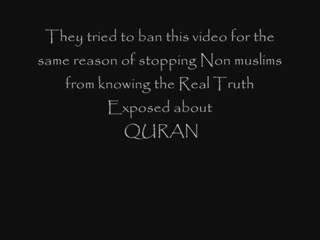 They tried to ban this video for the
same reason of stopping Non muslims
from knowing the Real Truth
Exposed about
QURAN